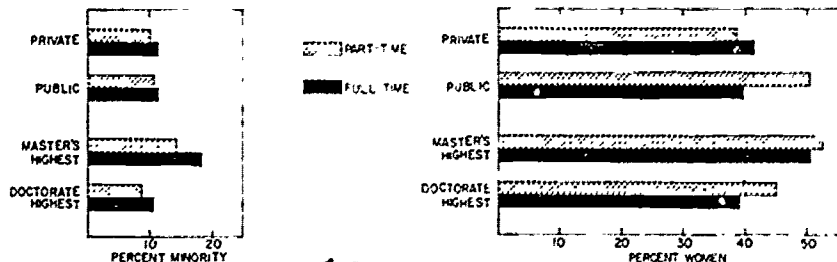 PRIVATE
PUBLIC
MASTER'S
HIGHEST
DOCTORATE
HIGHEST
10
20
PERCENT MINORITY
PART-TIME
FULL TIME
PRIVATE
PUBLIC
MASTER'S
HIGHEST
DOCTORATE
HIGHEST
10
20
30
40
50
PERCENT WOMEN